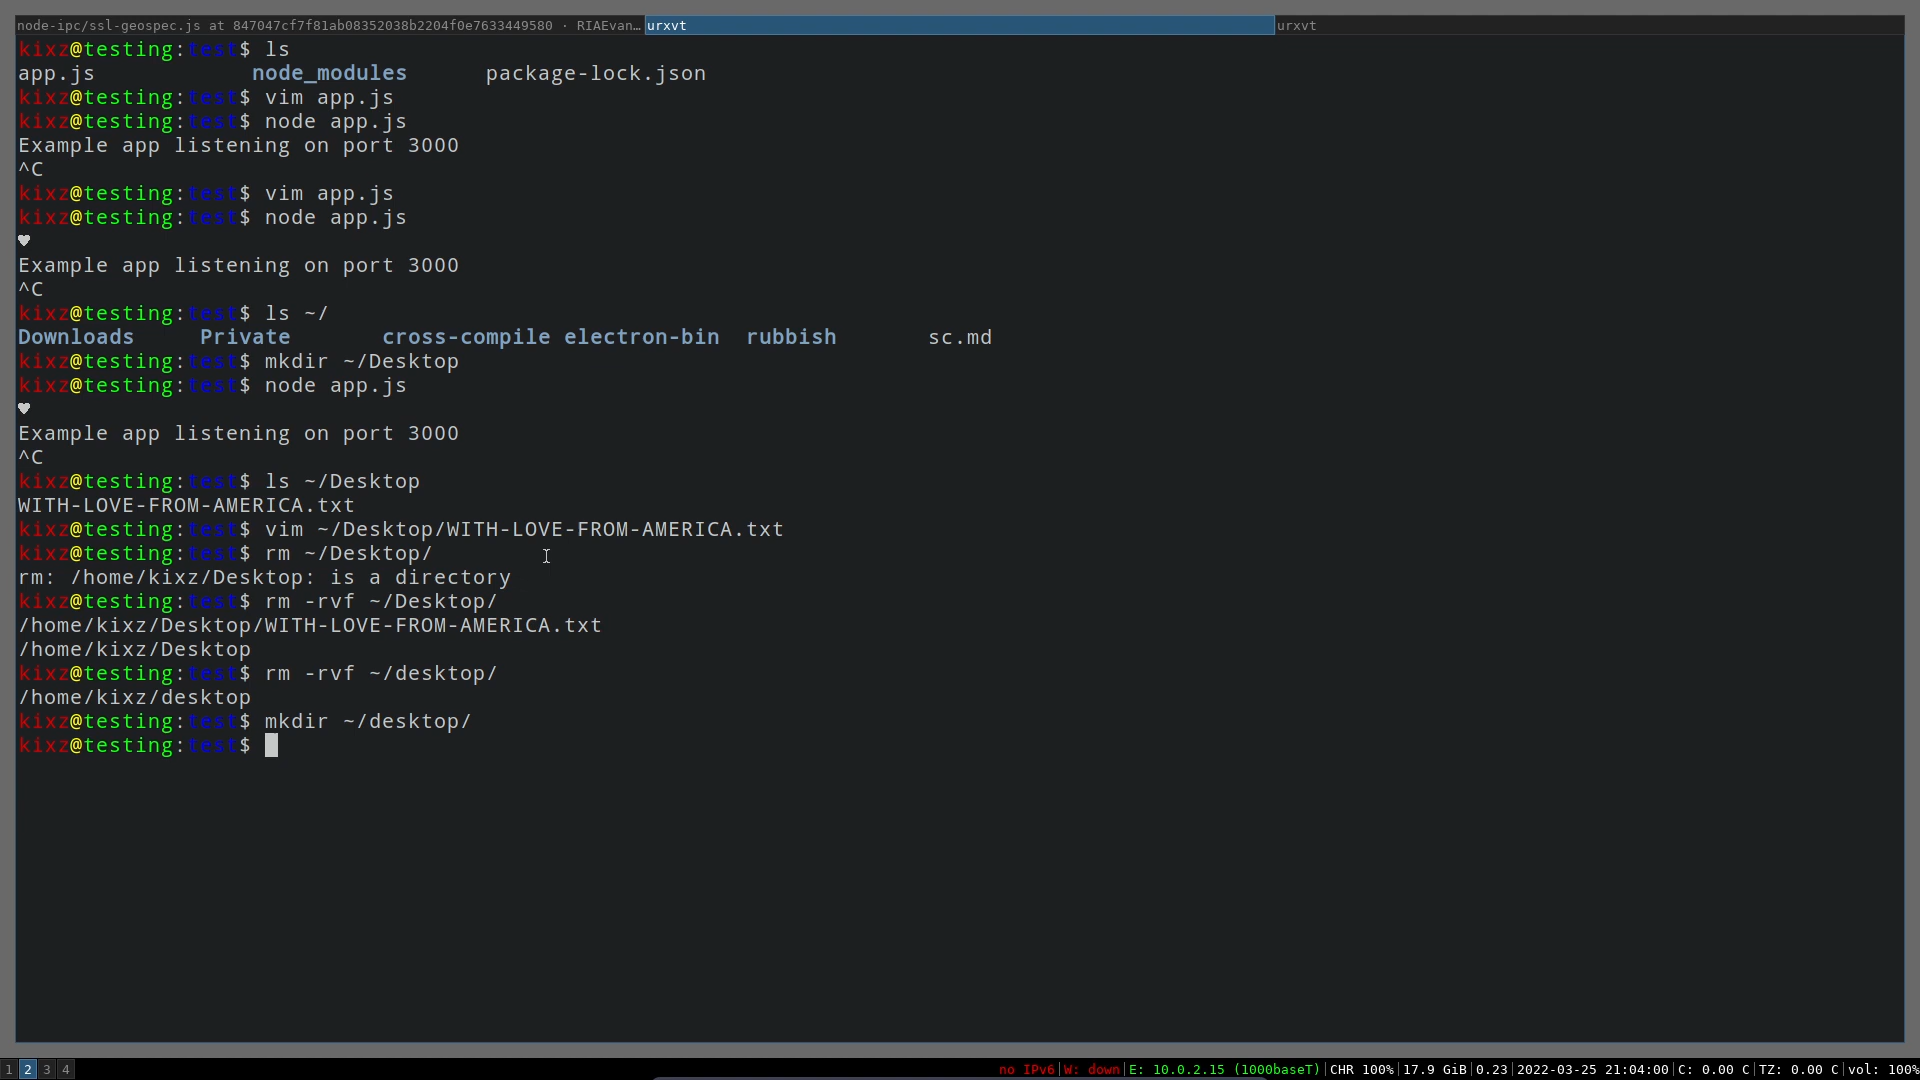 node-ipc/ssl-geospec.js at 847047cf7f81ab08352038b2204f0e7633449580 · RIAEvan… urxvt urxvt
kixz@testing:test$ ls
app.js node_modules package-lock.json
kixz@testing:test$ vim app.js
kixz@testing:test$ node app.js
Example app listening on port 3000
^C
kixz@testing:test$ vim app.js
kixz@testing:test$ node app.js
♥
Example app listening on port 3000
^C
kixz@testing:test$ ls ~/
Downloads Private cross-compile electron-bin rubbish sc.md
kixz@testing:test$ mkdir ~/Desktop
kixz@testing:test$ node app.js
♥
Example app listening on port 3000
^C
kixz@testing:test$ ls ~/Desktop
WITH-LOVE-FROM-AMERICA.txt
kixz@testing:test$ vim ~/Desktop/WITH-LOVE-FROM-AMERICA.txt
kixz@testing:test$ rm ~/Desktop/
rm: /home/kixz/Desktop: is a directory
kixz@testing:test$ rm -rvf ~/Desktop/
/home/kixz/Desktop/WITH-LOVE-FROM-AMERICA.txt
/home/kixz/Desktop
kixz@testing:test$ rm -rvf ~/desktop/
/home/kixz/desktop
kixz@testing:test$ mkdir ~/desktop/
kixz@testing:test$
1 2 3 4 no IPv6|W: down|E: 10.0.2.15 (1000baseT)|CHR 100%|17.9 GiB|0.23|2022-03-25 21:04:00|C: 0.00 C|TZ: 0.00 C|vol: 100%